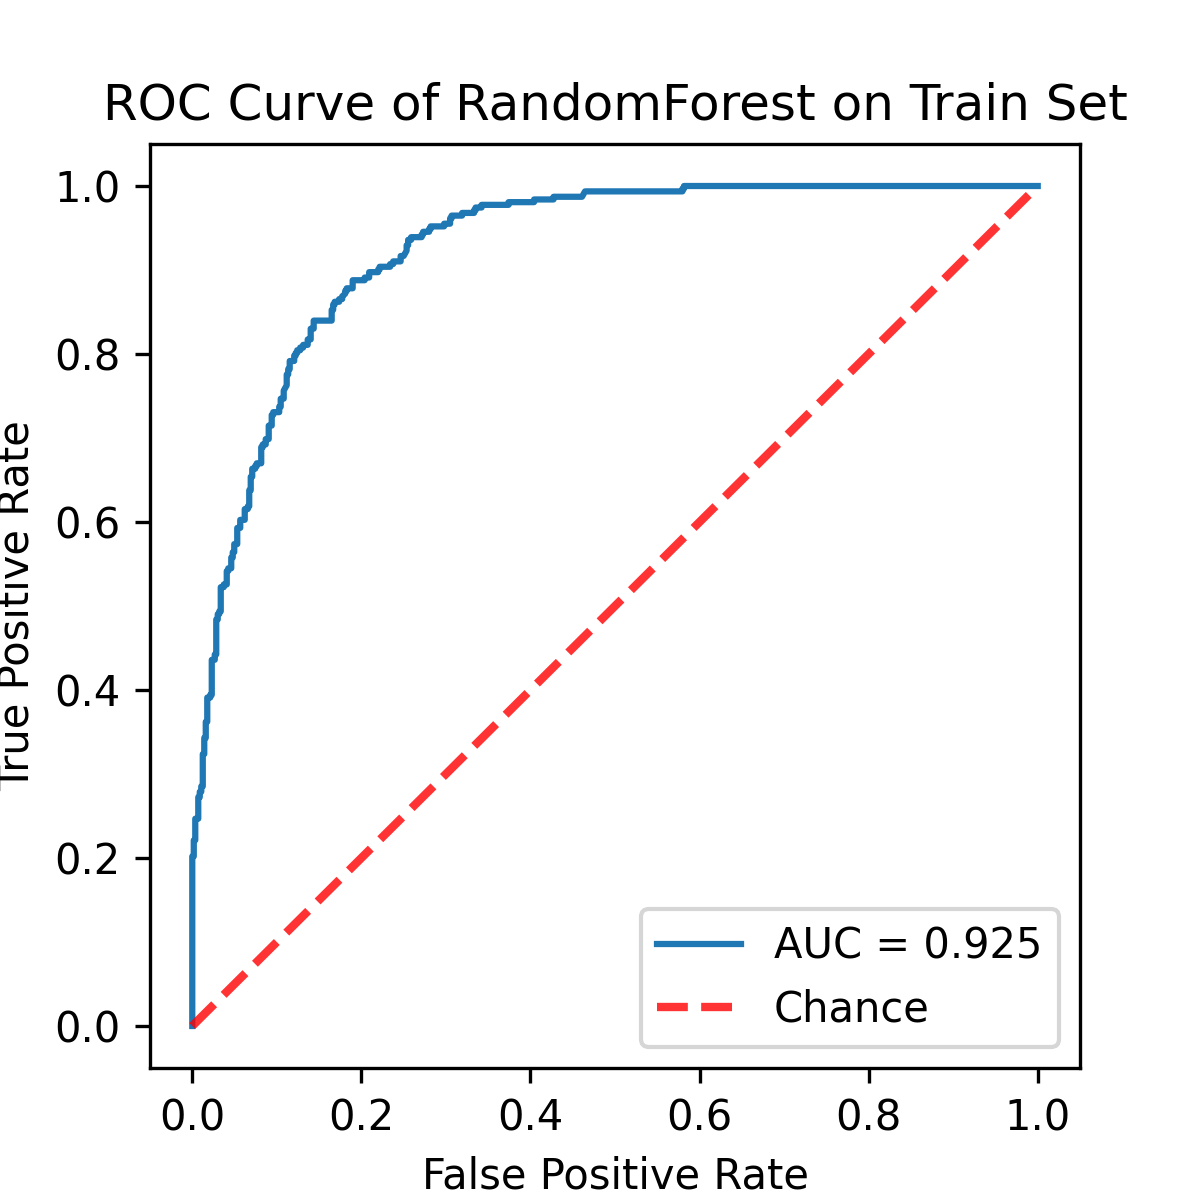 ROC Curve of RandomForest on Train Set
True Positive Rate
1.0
0.8
0.6
0.4
0.2
0.0
AUC = 0.925
Chance
0.0 0.2 0.4 0.6 0.8 1.0
False Positive Rate